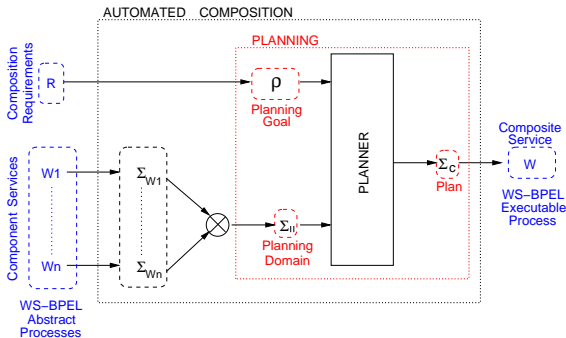 AUTOMATED COMPOSITION
PLANNING
Composition
Requirements
R
ρ
Planning
Goal
PLANNER
Component Services
W1
Wn
ΣW1
ΣWn
Σ||
Planning
Domain
Σc
Plan
Composite
Service
W
WS-BPEL
Executable
Process
WS-BPEL
Abstract
Processes